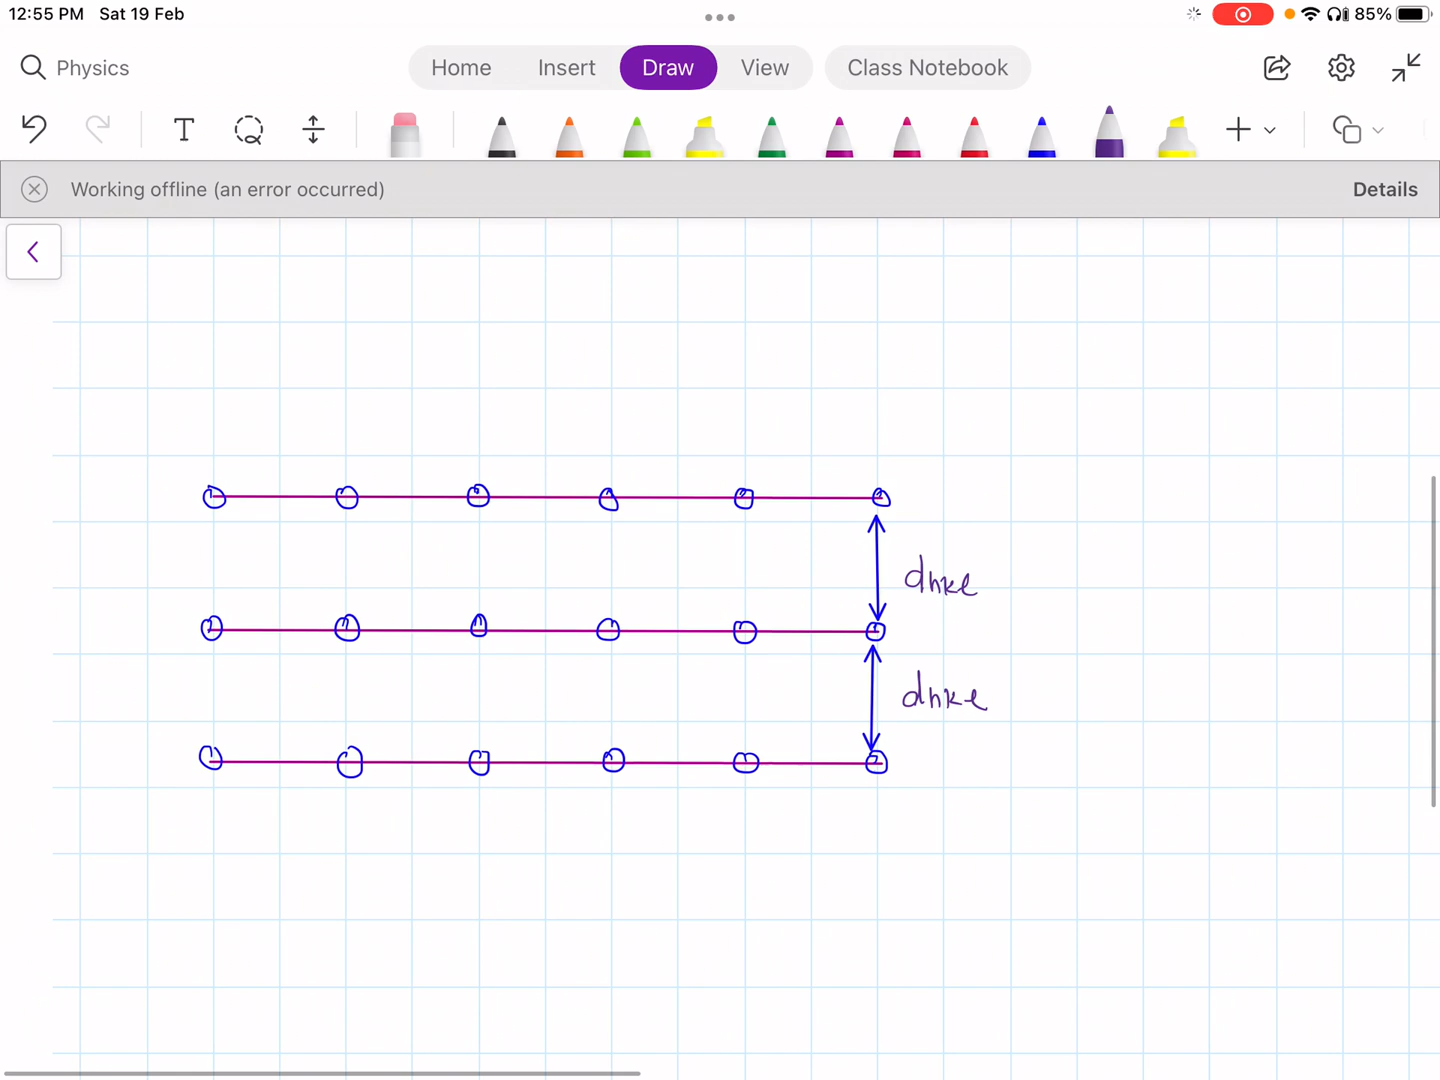 12:55 PM Sat 19 Feb 85%
Physics Home Insert Draw View Class Notebook
T
Working offline (an error occurred) Details
dhkl
dhkl